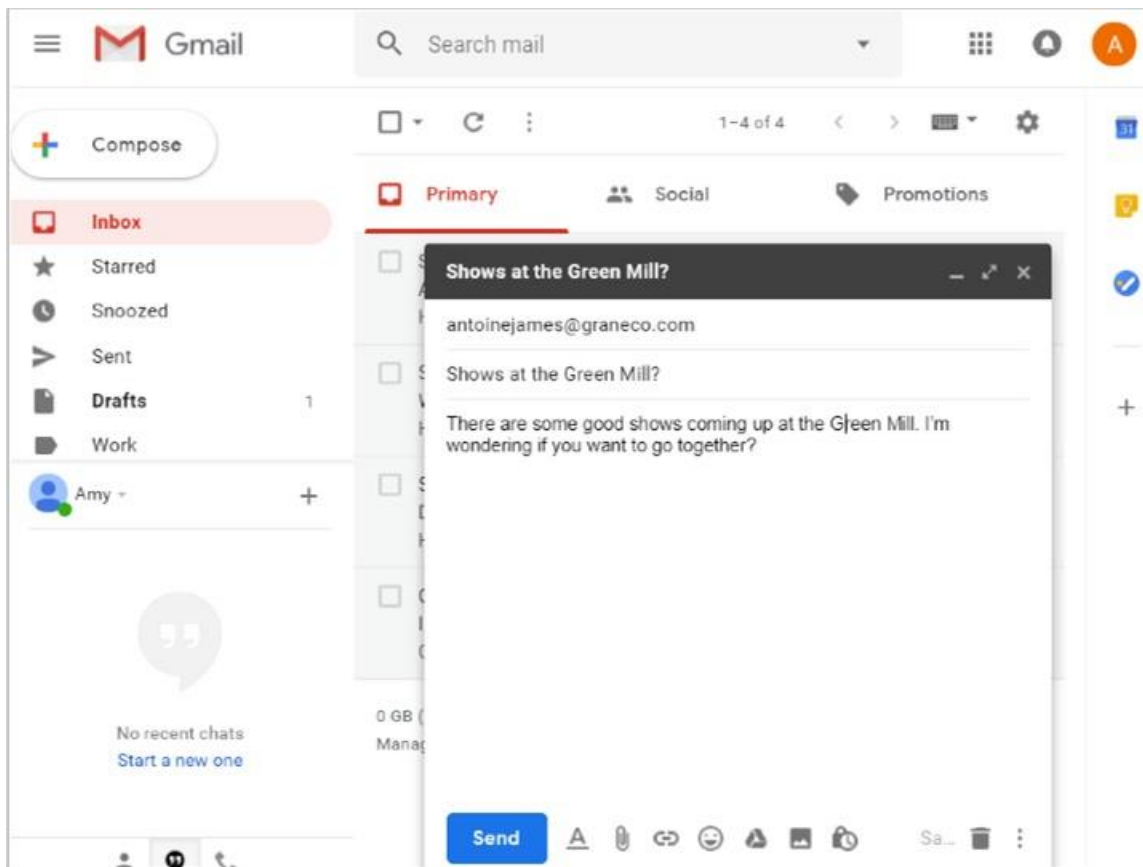 Gmail
Search mail
Compose
1-4 of 4
31
A
Primary
Social
Promotions
Inbox
Starred
Snoozed
Sent
Drafts 1
Work
Amy
No recent chats
Start a new one
0 GB (
Shows at the Green Mill?
antoinejames@graneco.com
Shows at the Green Mill?
There are some good shows coming up at the Green Mill. I'm
wondering if you want to go together?
Send
Sa...